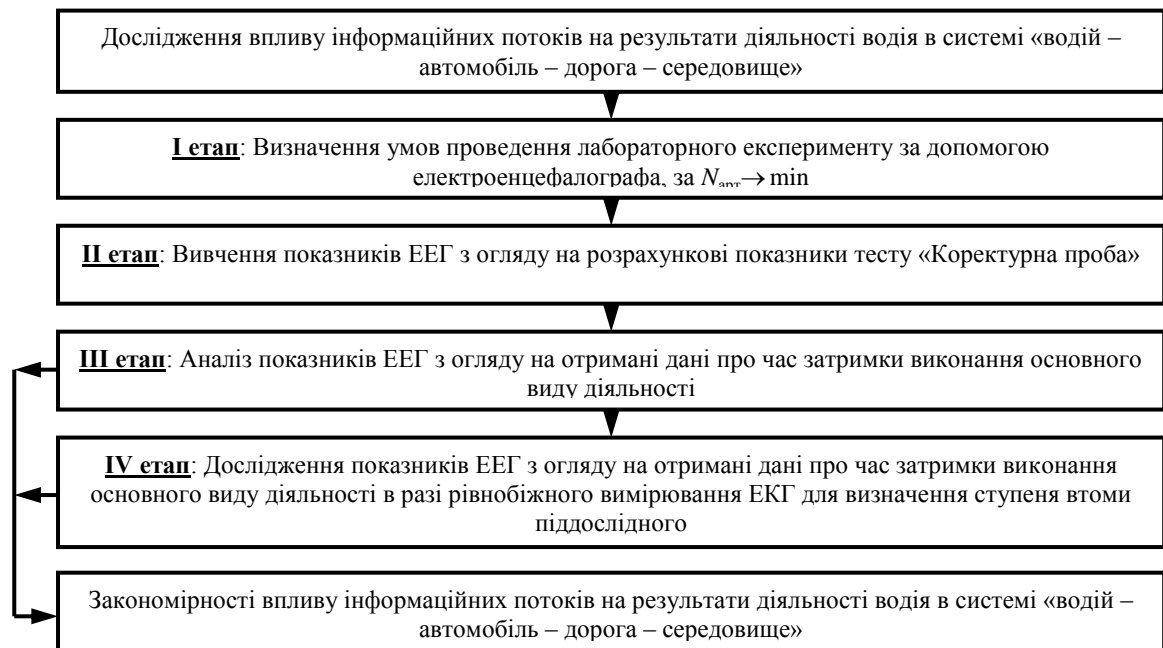 Дослідження впливу інформаційних потоків на результати діяльності водія в системі «водій –
автомобіль – дорога – середовище»
I етап: Визначення умов проведення лабораторного експерименту за допомогою
електроенцефалографа, за Nарт→ min
II етап: Вивчення показників ЕЕГ з огляду на розрахункові показники тесту «Коректурна проба»
III етап: Аналіз показників ЕЕГ з огляду на отримані дані про час затримки виконання основного
виду діяльності
IV етап: Дослідження показників ЕЕГ з огляду на отримані дані про час затримки виконання
основного виду діяльності в разі рівнобіжного вимірювання ЕКГ для визначення ступеня втоми
піддослідного
Закономірності впливу інформаційних потоків на результати діяльності водія в системі «водій –
автомобіль – дорога – середовище»